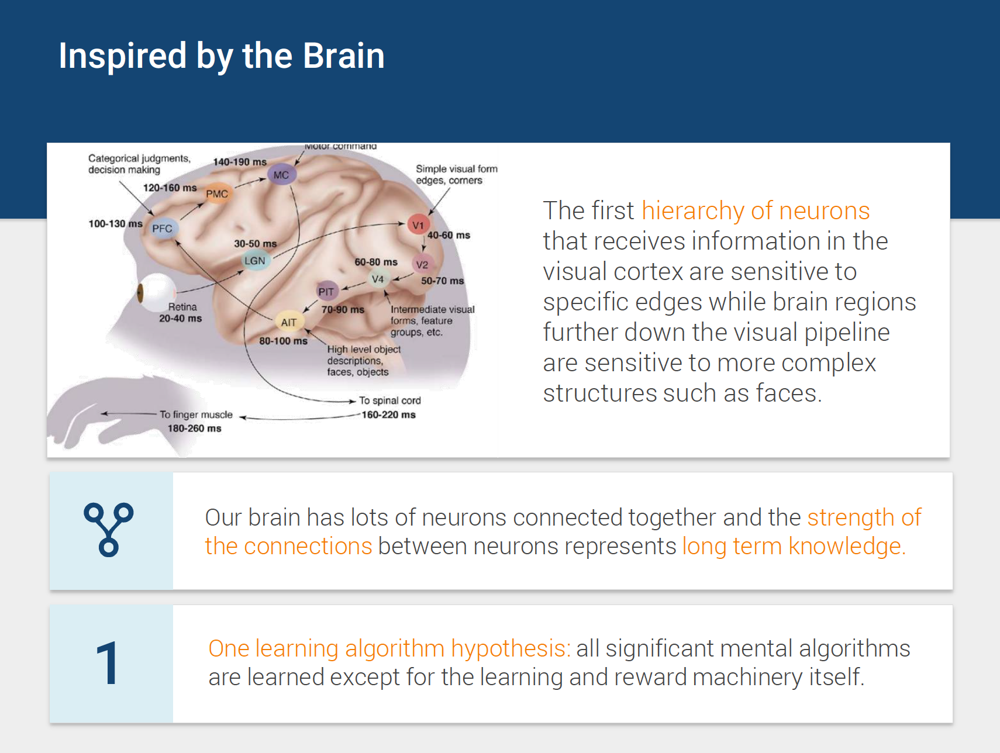 Inspired by the Brain
Motor command
Categorical judgments,
decision making
140-190 ms
MC
Simple visual form
edges, corners
120-160 ms
PMC
100-130 ms
PFC
V1
40-60 ms
30-50 ms
LGN
60-80 ms
V2
V4
50-70 ms
PIT
Retina
20-40 ms
70-90 ms
Intermediate visual
forms, feature
groups, etc.
AIT
80-100 ms
High level object
descriptions,
faces, objects
To spinal cord
160-220 ms
To finger muscle
180-260 ms
The first hierarchy of neurons
that receives information in the
visual cortex are sensitive to
specific edges while brain regions
further down the visual pipeline
are sensitive to more complex
structures such as faces.
Our brain has lots of neurons connected together and the strength of
the connections between neurons represents long term knowledge.
1
One learning algorithm hypothesis: all significant mental algorithms
are learned except for the learning and reward machinery itself.